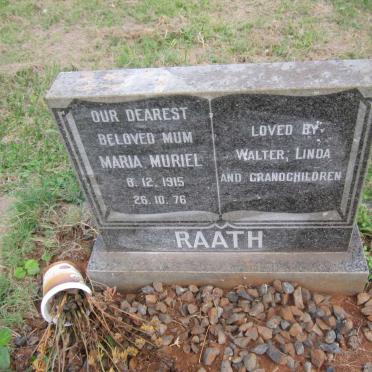 OUR DEAREST
BELOVED MUM
MARIA MURIEL
8.12.1915
26.10.76
LOVED BY
WALTER, LINDA
AND GRANDCHILDREN
RAATH